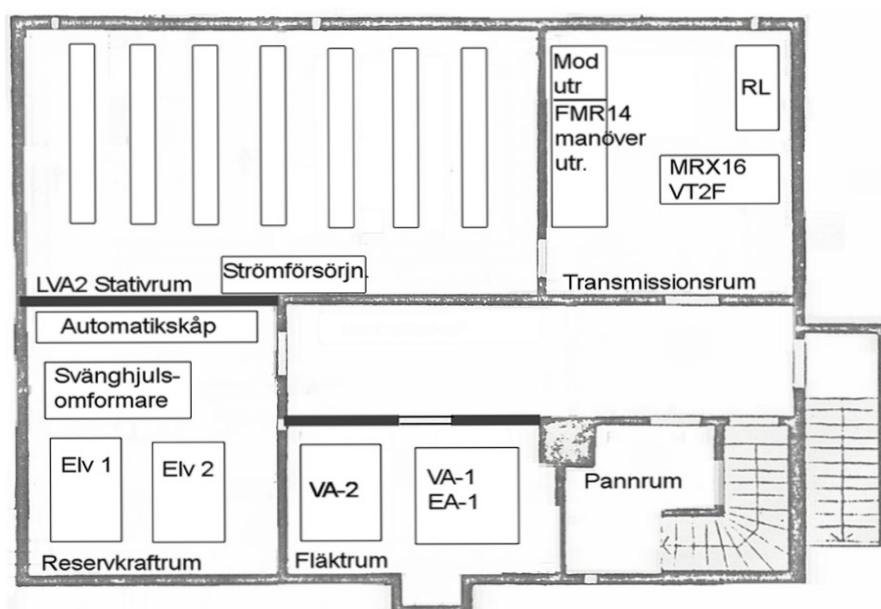 Mod
utr
FMR14
manöver
utr.
RL
MRX16
VT2F
Strömförsörjn.
LVA2 Stativrum
Transmissionsrum
Automatikskåp
Svänghjuls-
omformare
Elv 1
Elv 2
VA-2
VA-1
EA-1
Pannrum
Reservkraftrum
Fläktrum